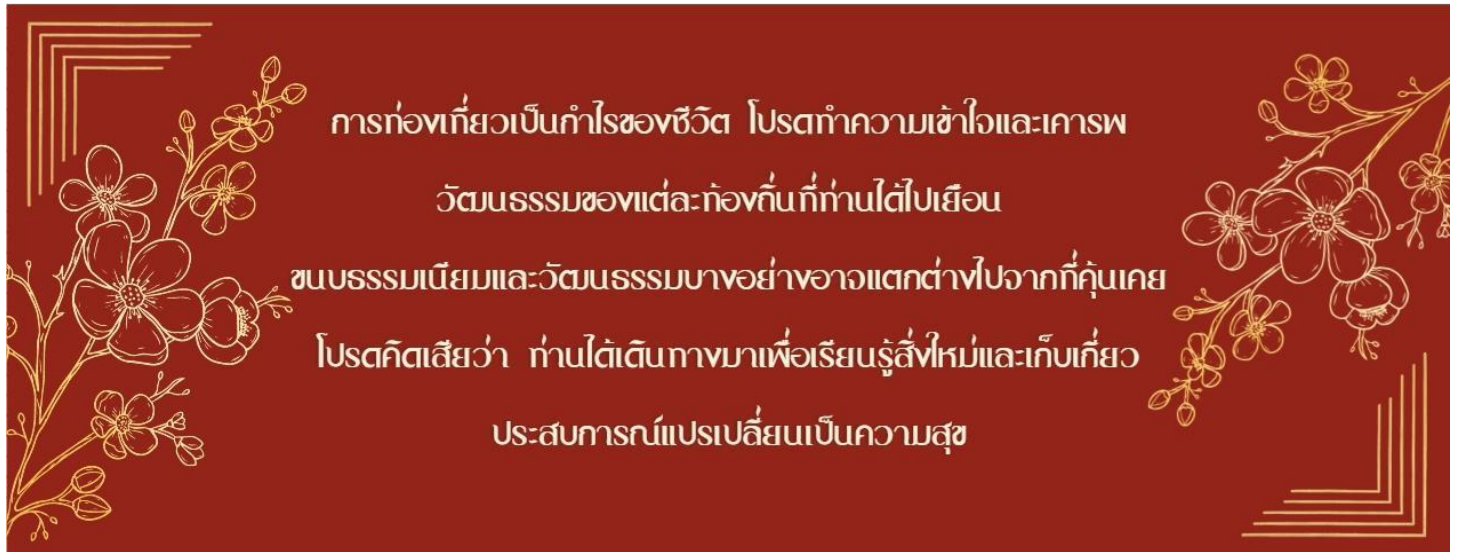 การท่องเที่ยวเป็นกำไรของชีวิต โปรดทำความเข้าใจและเคารพ
วัฒนธรรมของแต่ละท้องถิ่นที่ท่านได้ไปเยือน
ขนบธรรมเนียมและวัฒนธรรมบางอย่างอาจแตกต่างไปจากที่คุ้นเคย
โปรดคิดเสียว่า ท่านได้เดินทางมาเพื่อเรียนรู้สิ่งใหม่และเก็บเกี่ยว
ประสบการณ์แปรเปลี่ยนเป็นความสุข